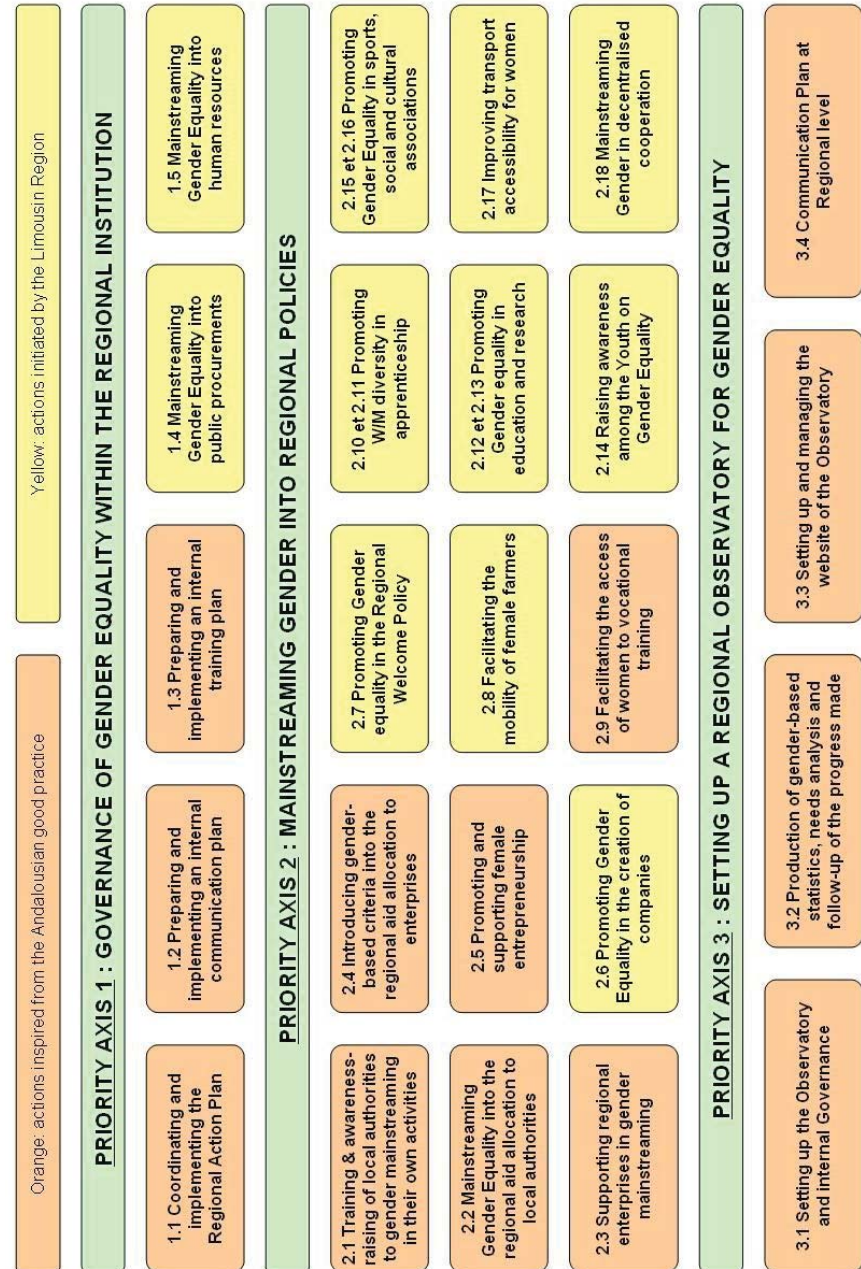 Orange: actions inspired from the Andalousian good practice
Yellow: actions initiated by the Limousin Region
PRIORITY AXIS 1 : GOVERNANCE OF GENDER EQUALITY WITHIN THE REGIONAL INSTITUTION
1.1 Coordinating and
implementing the
Regional Action Plan
1.2 Preparing and
implementing an internal
communication plan
1.3 Preparing and
implementing an internal
training plan
1.4 Mainstreaming
Gender Equality into
public procurements
1.5 Mainstreaming
Gender Equality into
human resources
PRIORITY AXIS 2 : MAINSTREAMING GENDER INTO REGIONAL POLICIES
2.1 Training & awareness-
raising of local authorities
to gender mainstreaming
in their own activities
2.4 Introducing gender-
based criteria into the
regional aid allocation to
enterprises
2.7 Promoting Gender
equality in the Regional
Welcome Policy
2.10 et 2.11 Promoting
W/M diversity in
apprenticeship
2.15 et 2.16 Promoting
Gender Equality in sports,
social and cultural
associations
2.2 Mainstreaming
Gender Equality into the
regional aid allocation to
local authorities
2.5 Promoting and
supporting female
entrepreneurship
2.8 Facilitating the
mobility of female farmers
2.12 et 2.13 Promoting
Gender equality in
education and research
2.17 Improving transport
accessibility for women
2.3 Supporting regional
enterprises in gender
mainstreaming
2.6 Promoting Gender
Equality in the creation of
companies
2.9 Facilitating the access
of women to vocational
training
2.14 Raising awareness
among the Youth on
Gender Equality
2.18 Mainstreaming
Gender in decentralised
cooperation
PRIORITY AXIS 3 : SETTING UP A REGIONAL OBSERVATORY FOR GENDER EQUALITY
3.1 Setting up the Observatory
and internal Governance
3.2 Production of gender-based
statistics, needs analysis and
follow-up of the progress made
3.3 Setting up and managing the
website of the Observatory
3.4 Communication Plan at
Regional level